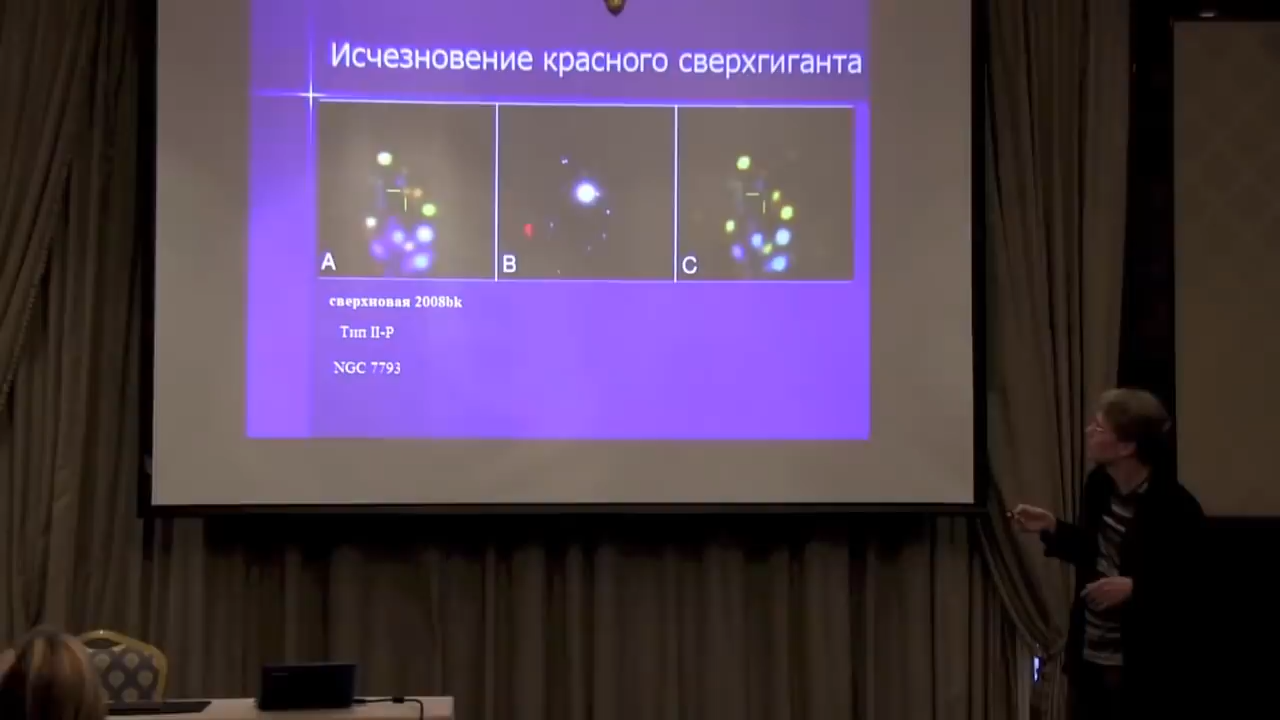 Исчезновение красного сверхгиганта
A B C
сверхновая 2008bk
Тип II-P
NGC 7793